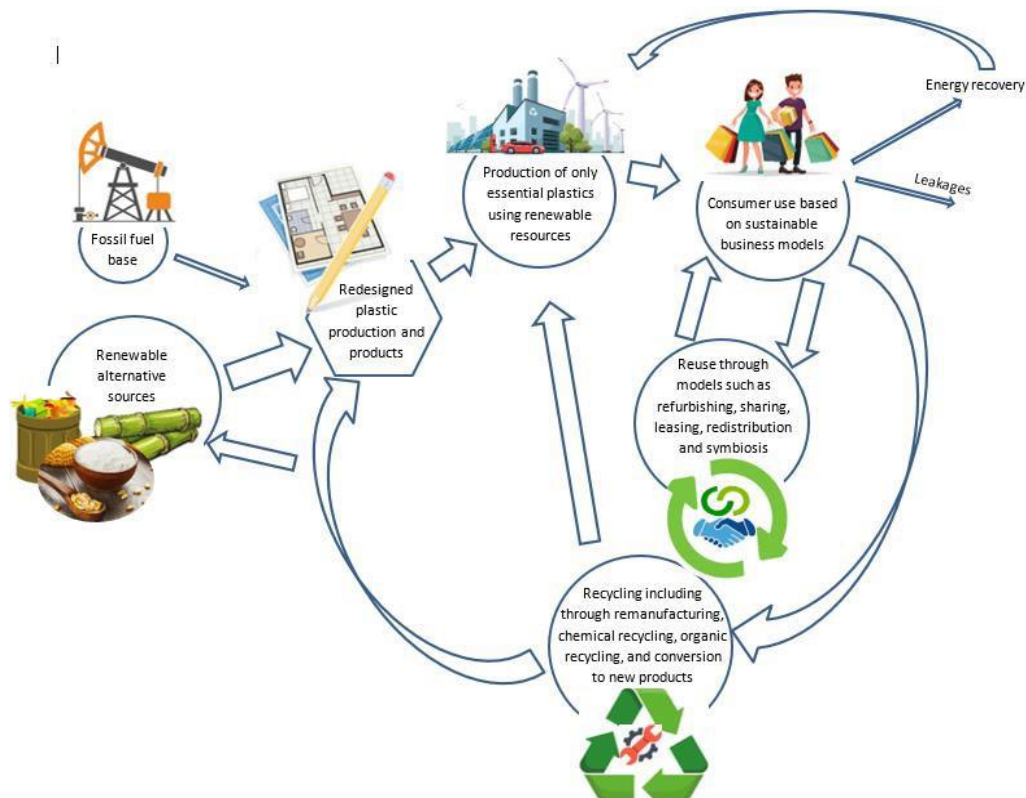 Energy recovery
Leakages
Fossil fuel
base
Production of only
essential plastics
using renewable
resources
Consumer use based
on sustainable
business models
Redesigned
plastic
production and
products
Renewable
alternative
sources
Reuse through
models such as
refurbishing, sharing,
leasing, redistribution
and symbiosis
Recycling including
through remanufacturing,
chemical recycling, organic
recycling, and conversion
to new products